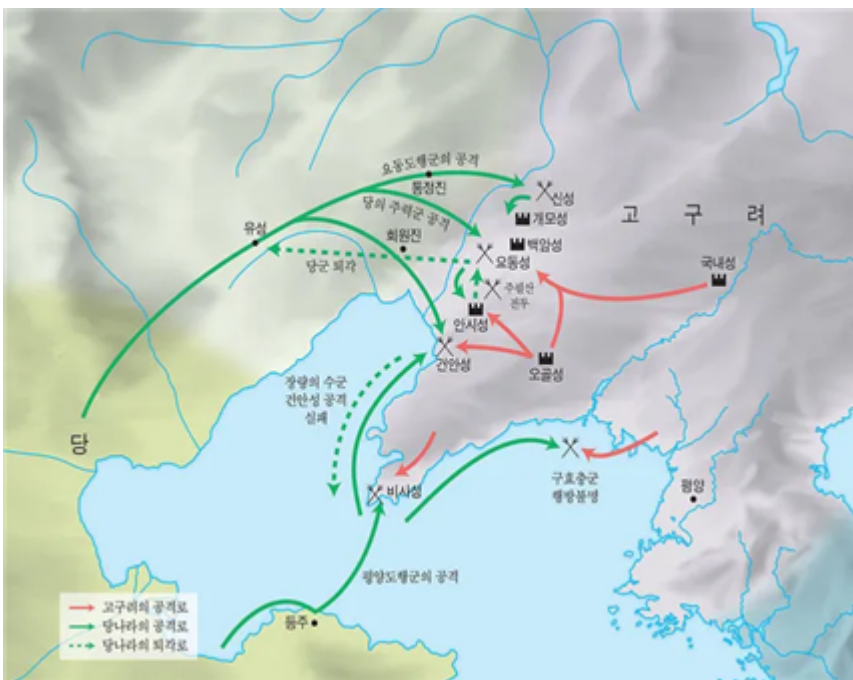 요동도행군의 공격
통정진
신성
당의 주력군 공격
개모성
고 구 려
유성
회원진
백암성
요동성
당군 퇴각
국내성
주필산
전투
안시성
건안성
오골성
장량의 수군
건안성 공격
실패
당
비사성
구효충군
행방불명
평양
평양도행군의 공격
고구려의 공격로
당나라의 공격로
당나라의 퇴각로
등주